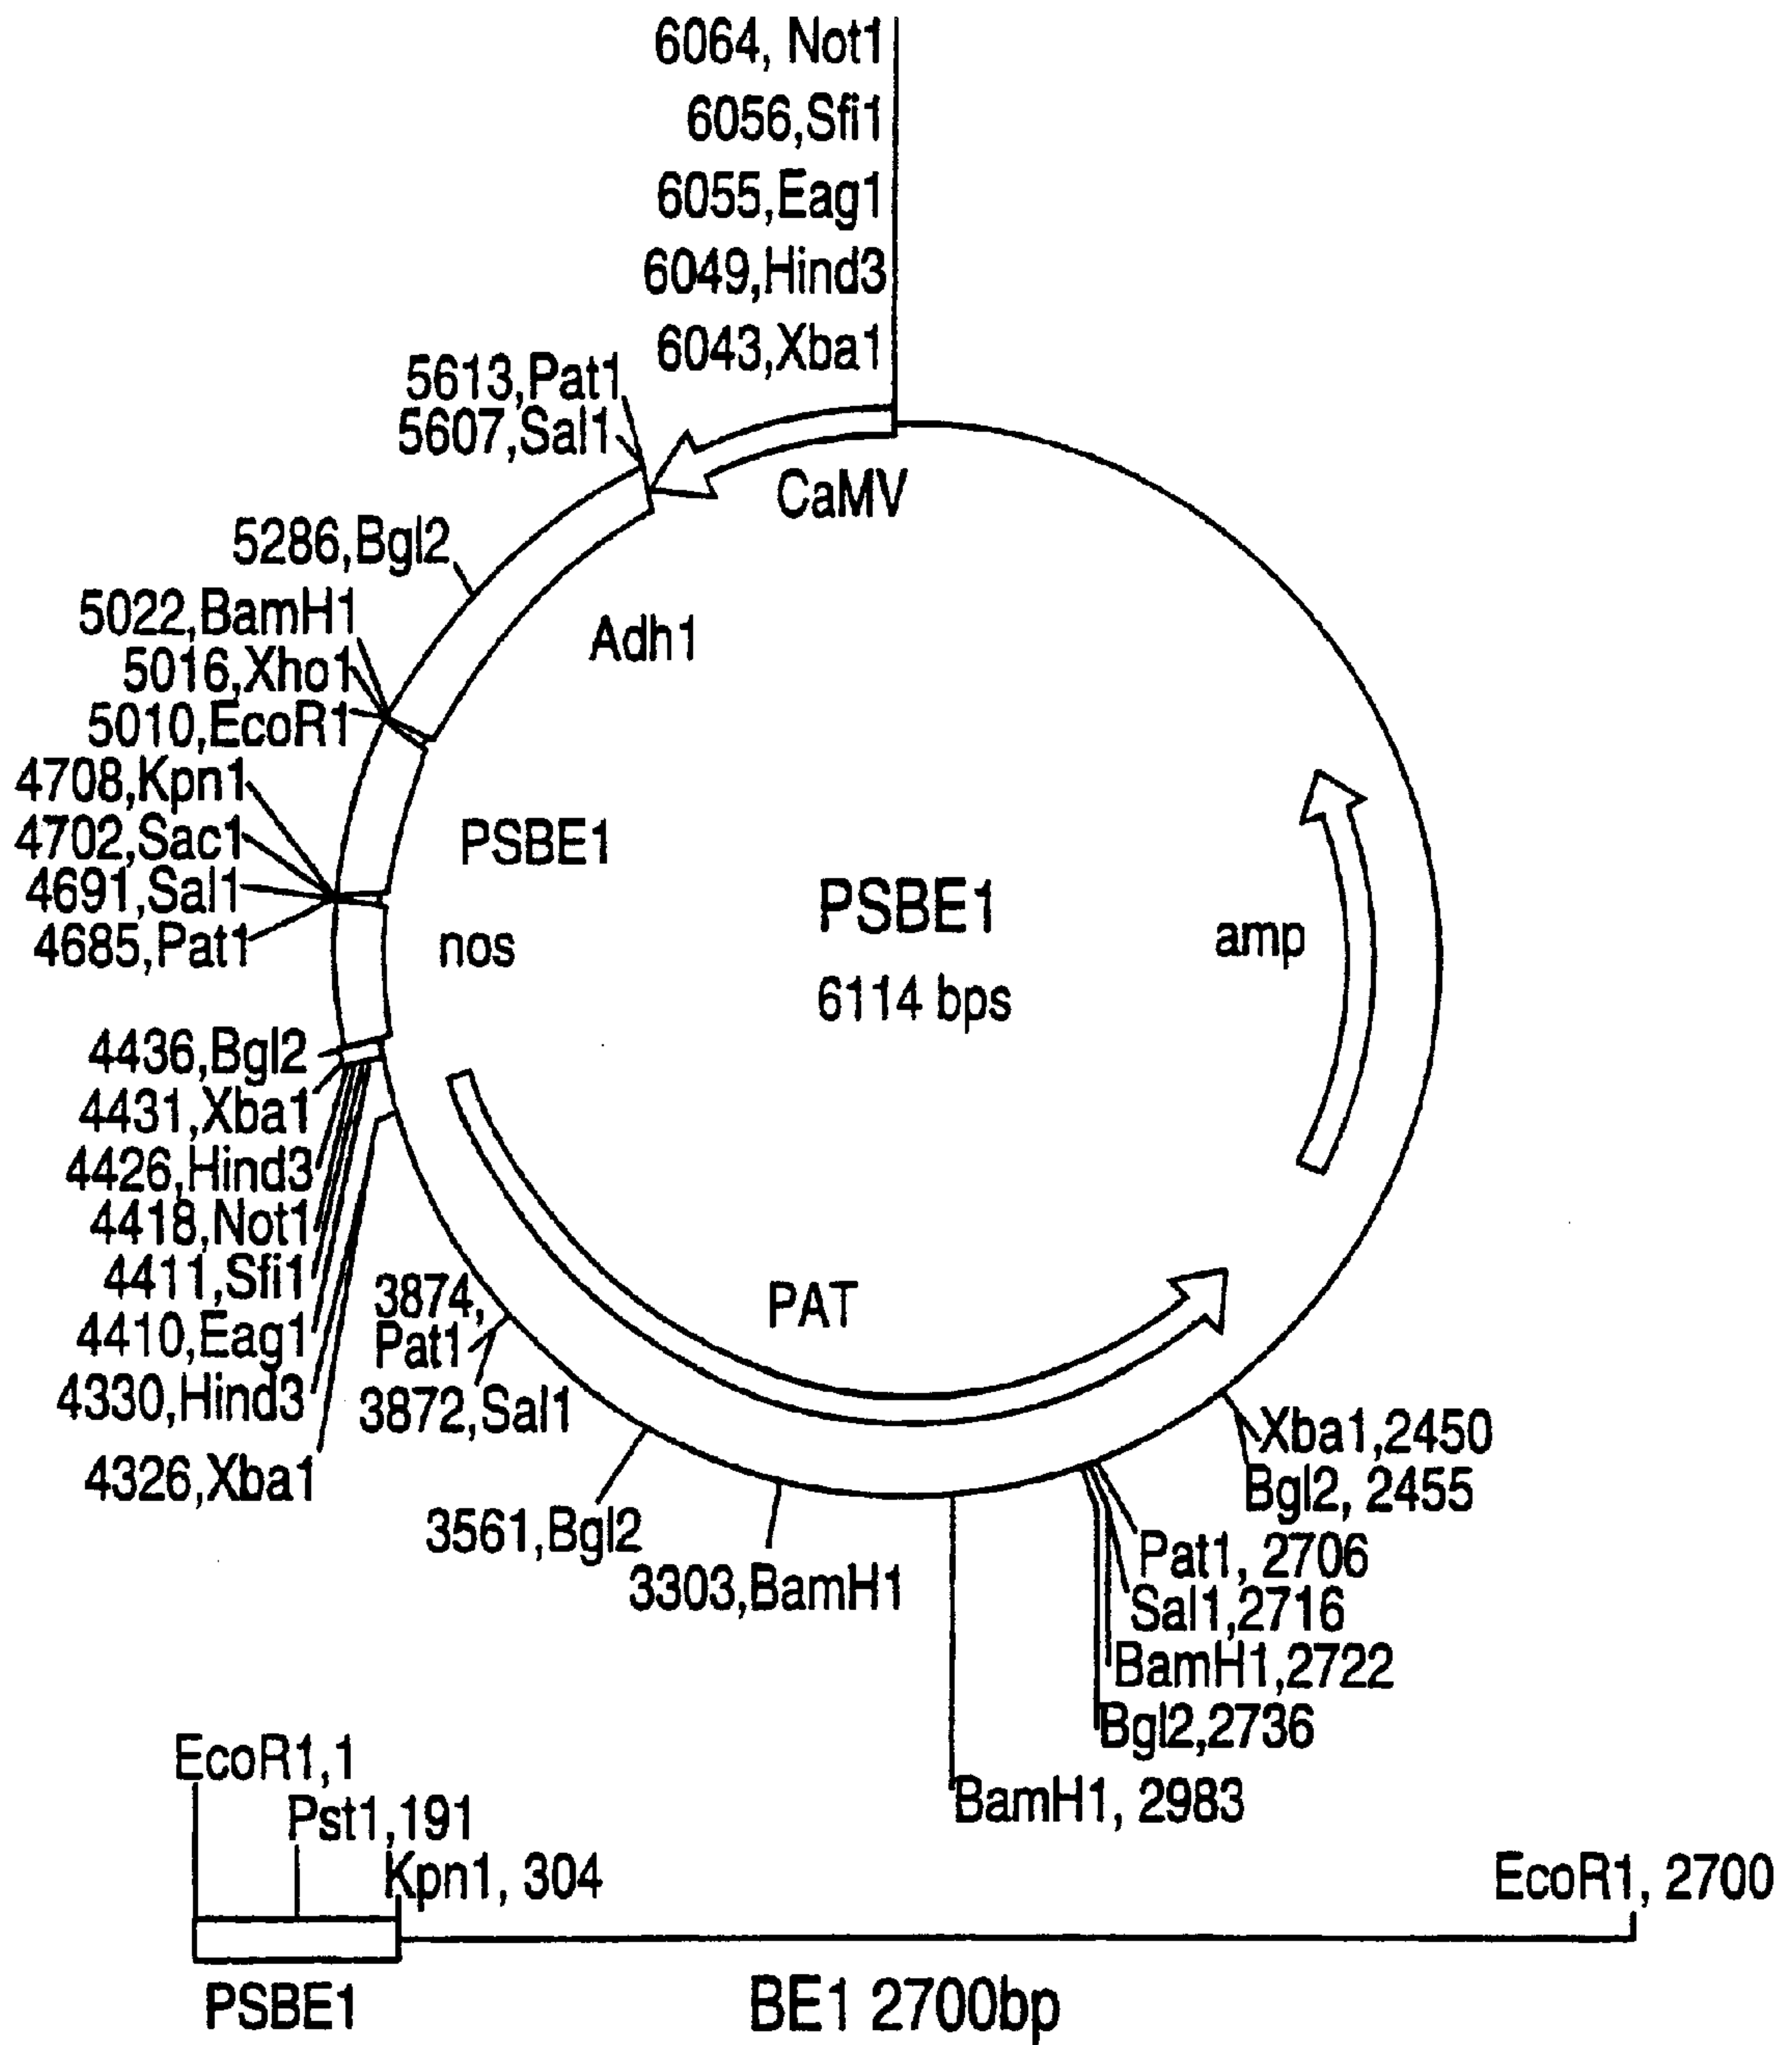 6064, Not1
6056,Sfi1
6055,Eag1
6049,Hind3
6043,Xba1
5613,Pat1
5607,Sal1
CaMV
5286,Bgl2
5022,BamH1
Adh1
5016,Xho1
5010,EcoR1
4708,Kpn1
4702,Sac1
PSBE1
4691,Sal1
4685,Pat1
nos
PSBE1
6114 bps
amp
4436,Bgl2
4431,Xba1
4426,Hind3
4418,Not1
4411,Sfi1
4410,Eag1
4330,Hind3
4326,Xba1
3874,
Pat1
3872,Sal1
PAT
3561,Bgl2
3303,BamH1
Xba1,2450
Bgl2, 2455
Pat1, 2706
Sal1,2716
BamH1,2722
Bgl2,2736
BamH1, 2983
EcoR1,1
Pst1,191
Kpn1, 304
EcoR1, 2700
PSBE1
BE1 2700bp